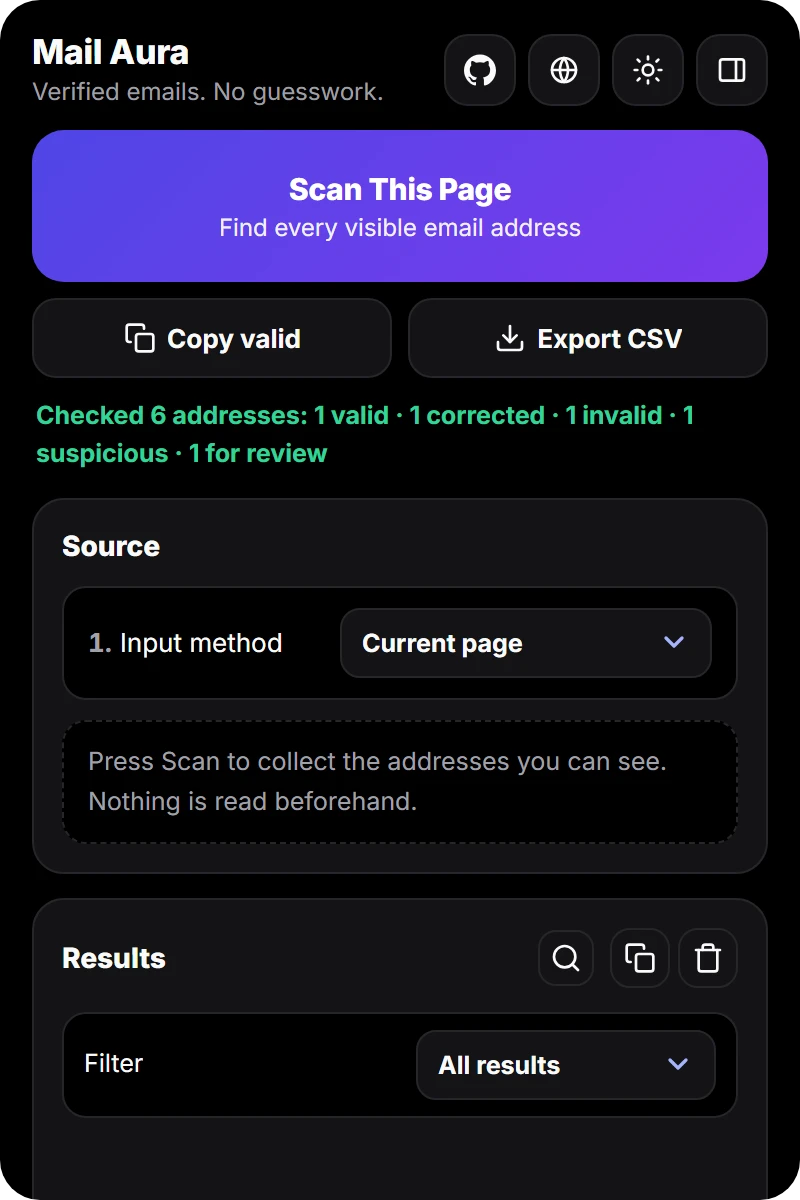 Mail Aura
Verified emails. No guesswork.
Scan This Page
Find every visible email address
Copy valid
Export CSV
Checked 6 addresses: 1 valid · 1 corrected · 1 invalid · 1
suspicious · 1 for review
Source
1. Input method
Current page
Press Scan to collect the addresses you can see.
Nothing is read beforehand.
Results
Filter
All results